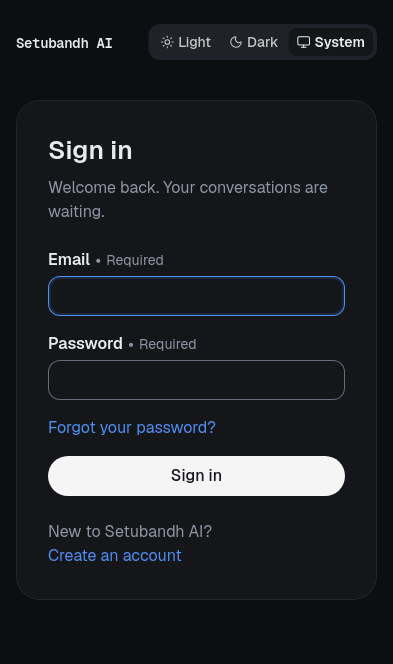 Setubandh AI
Light
Dark
System
Sign in
Welcome back. Your conversations are
waiting.
Email • Required
Password • Required
Forgot your password?
Sign in
New to Setubandh AI?
Create an account